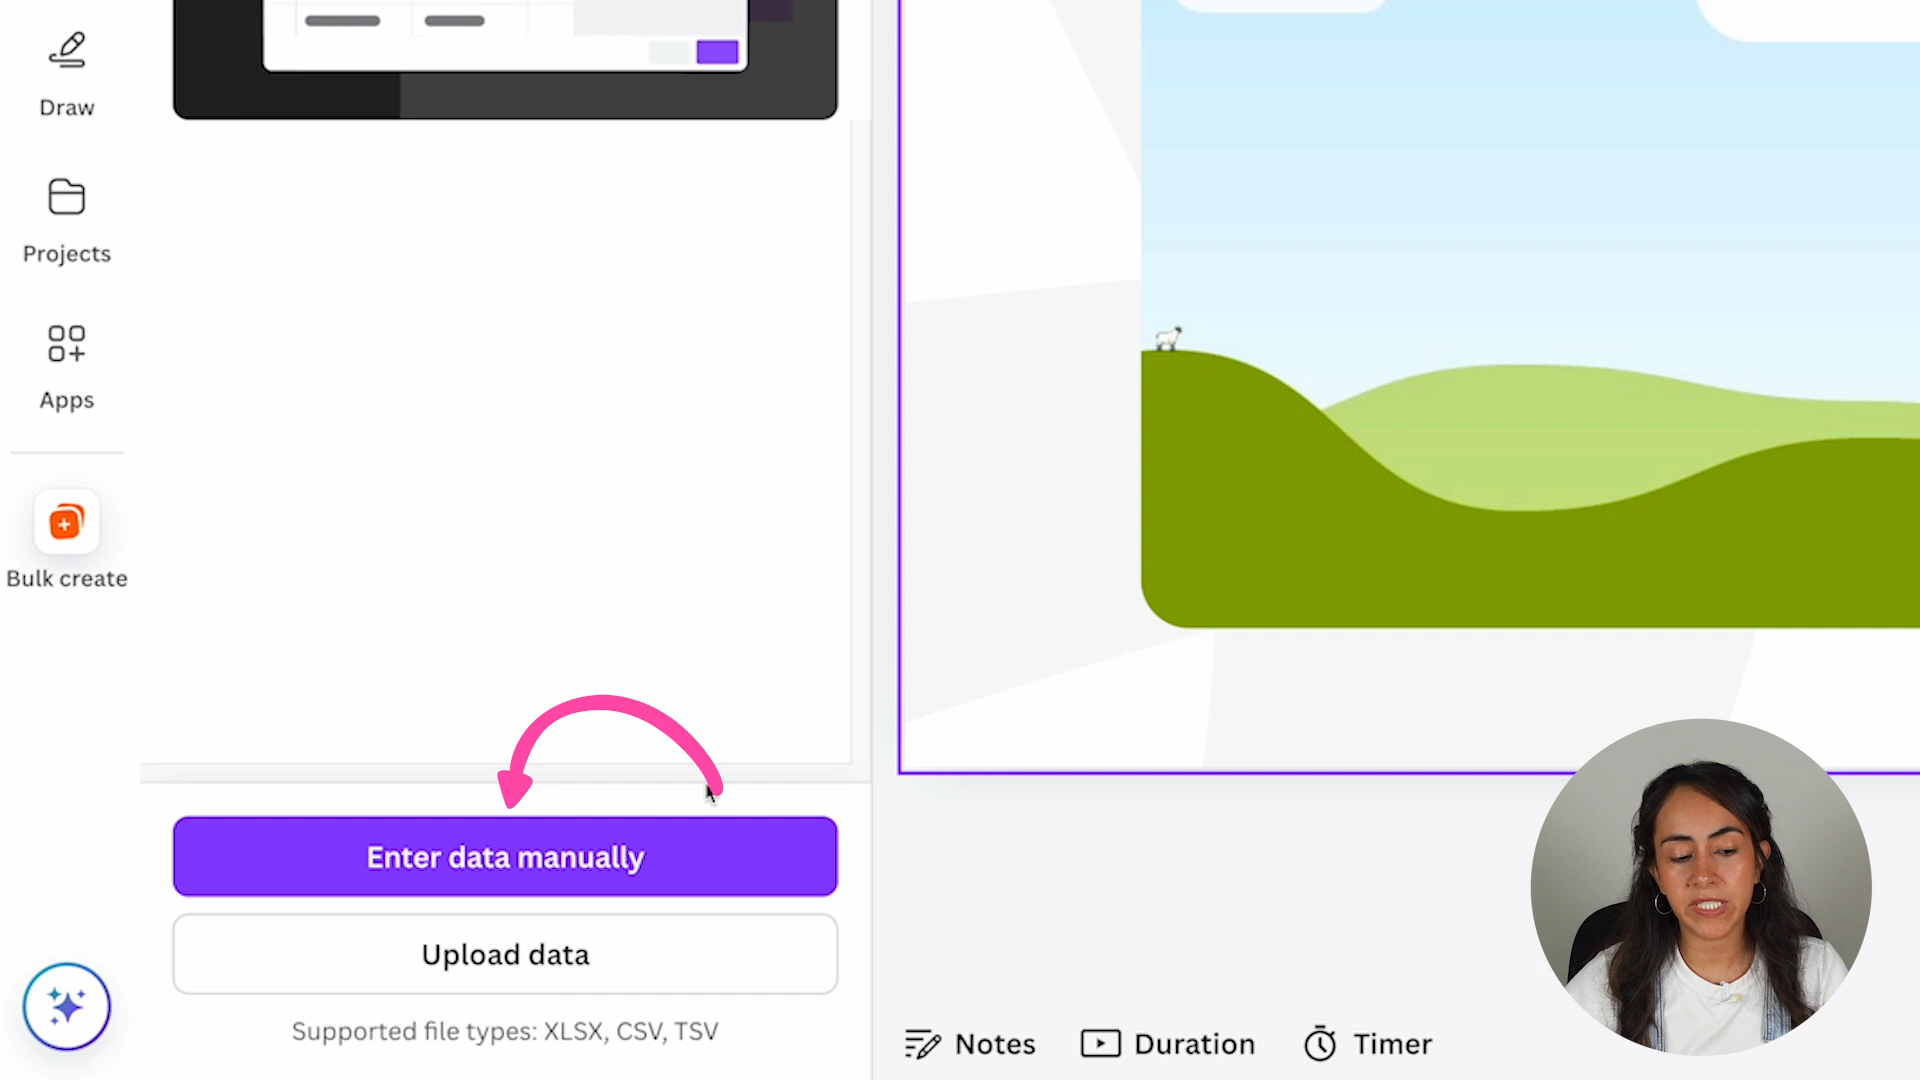 Draw
Projects
Apps
Bulk create
Enter data manually
Upload data
Supported file types: XLSX, CSV, TSV
Notes
Duration
Timer